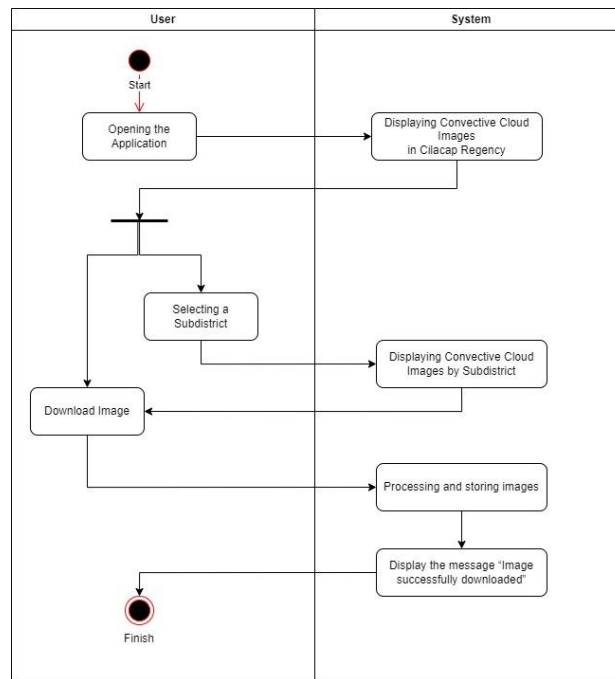 User
System
Start
Opening the
Application
Displaying Convective Cloud
Images
in Cilacap Regency
Selecting a
Subdistrict
Displaying Convective Cloud
Images by Subdistrict
Download Image
Processing and storing images
Display the message “Image
successfully downloaded”
Finish